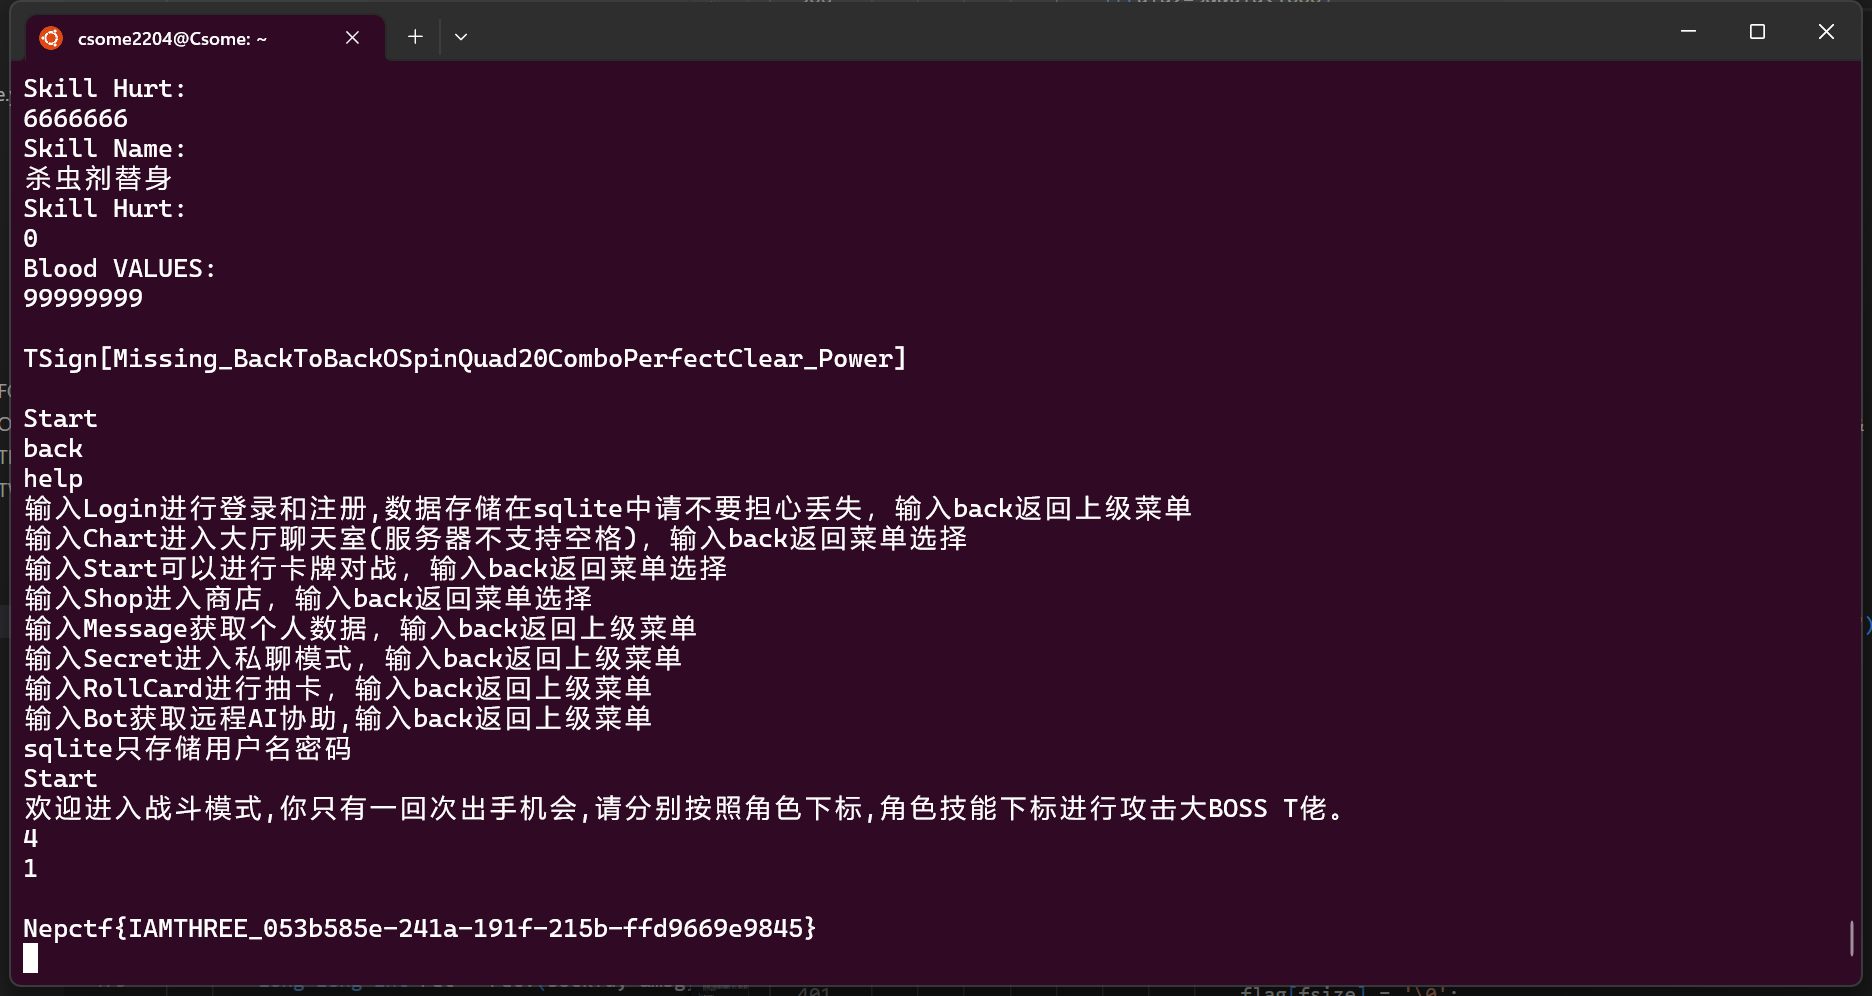 csome2204@Csome: ~
Skill Hurt:
6666666
Skill Name:
杀虫剂替身
Skill Hurt:
0
Blood VALUES:
99999999
TSign[Missing_BackToBackOSpinQuad20ComboPerfectClear_Power]
Start
back
help
输入Login进行登录和注册,数据存储在sqlite中请不要担心丢失，输入back返回上级菜单
输入Chart进入大厅聊天室(服务器不支持空格)，输入back返回菜单选择
输入Start可以进行卡牌对战，输入back返回菜单选择
输入Shop进入商店，输入back返回菜单选择
输入Message获取个人数据，输入back返回上级菜单
输入Secret进入私聊模式，输入back返回上级菜单
输入RollCard进行抽卡，输入back返回上级菜单
输入Bot获取远程AI协助,输入back返回上级菜单
sqlite只存储用户名密码
Start
欢迎进入战斗模式,你只有一回次出手机会,请分别按照角色下标,角色技能下标进行攻击大BOSS T佬。
4
1
Nepctf{IAMTHREE_053b585e-241a-191f-215b-ffd9669e9845}